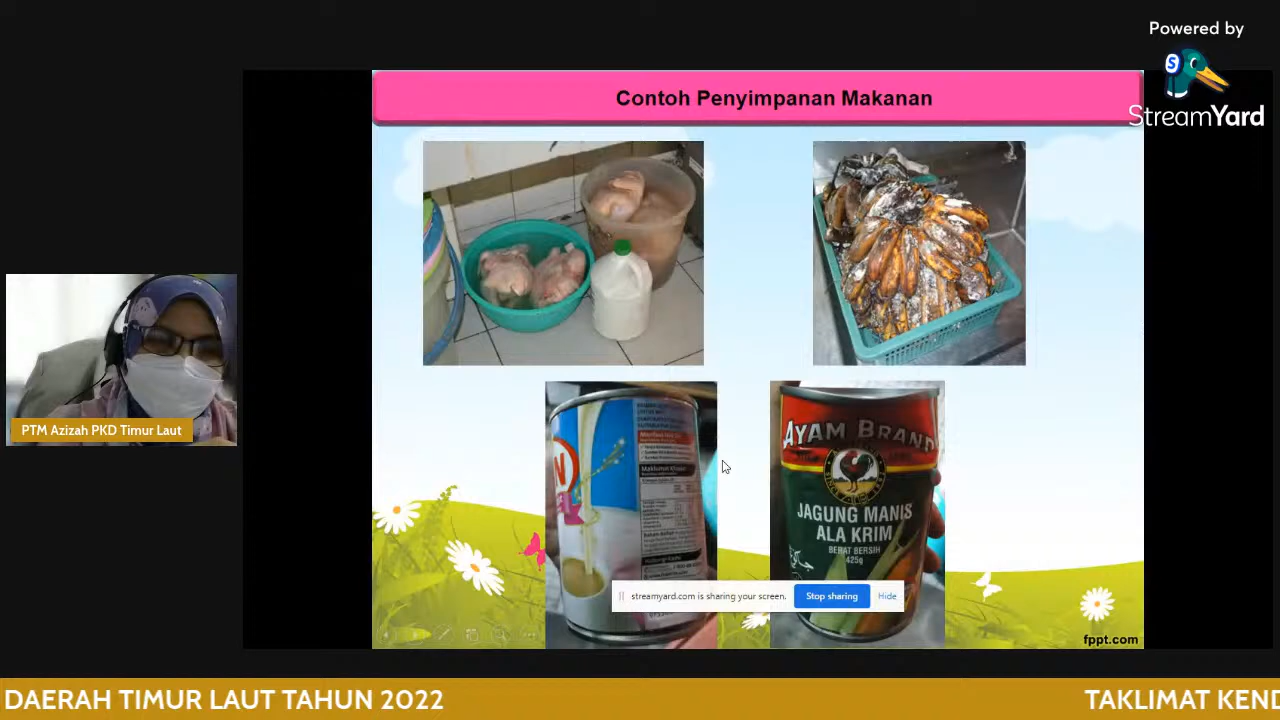 Powered by
StreamYard
Contoh Penyimpanan Makanan
AYAM BRAND
JAGUNG MANIS
ALA KRIM
BERAT BERSIH
425g
streamyard.com is sharing your screen.
Stop sharing
Hide
fppt.com
PTM Azizah PKD Timur Laut
DAERAH TIMUR LAUT TAHUN 2022
TAKLIMAT KEND